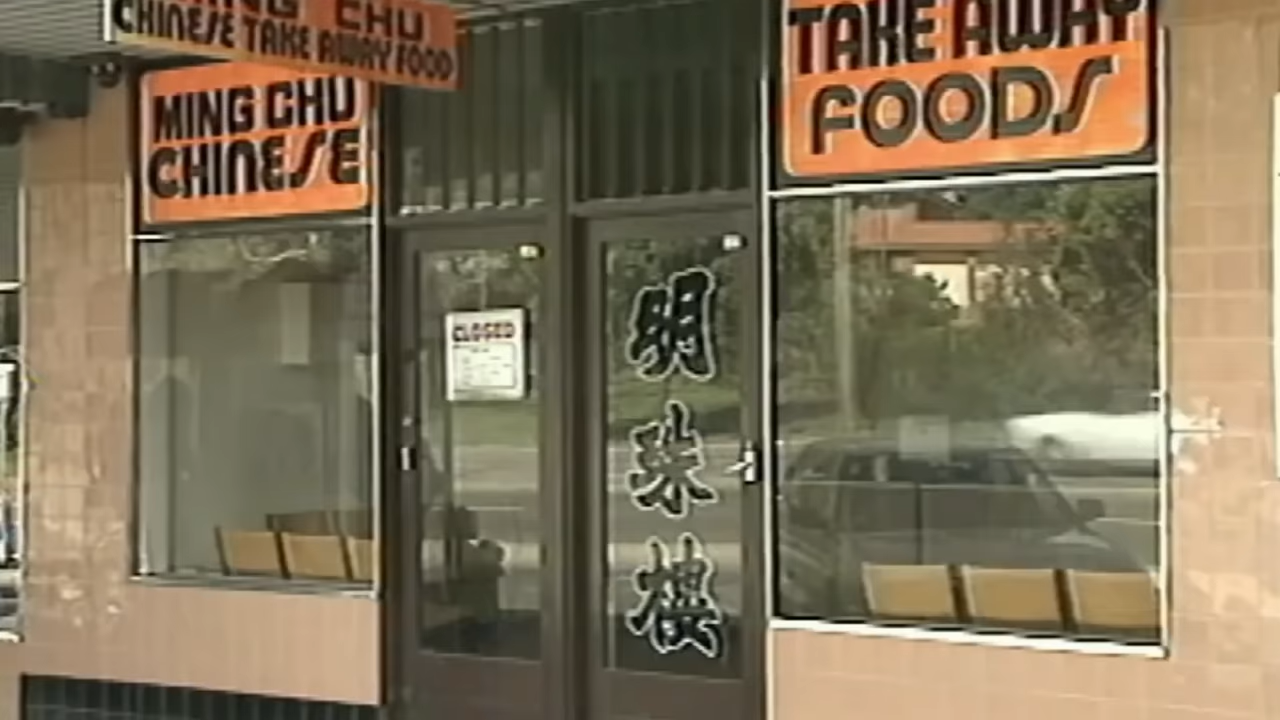 MING CHU
CHINESE TAKE AWAY FOOD
MING CHU
CHINESE
TAKE AWAY
FOODS
CLOSED
明珠樓